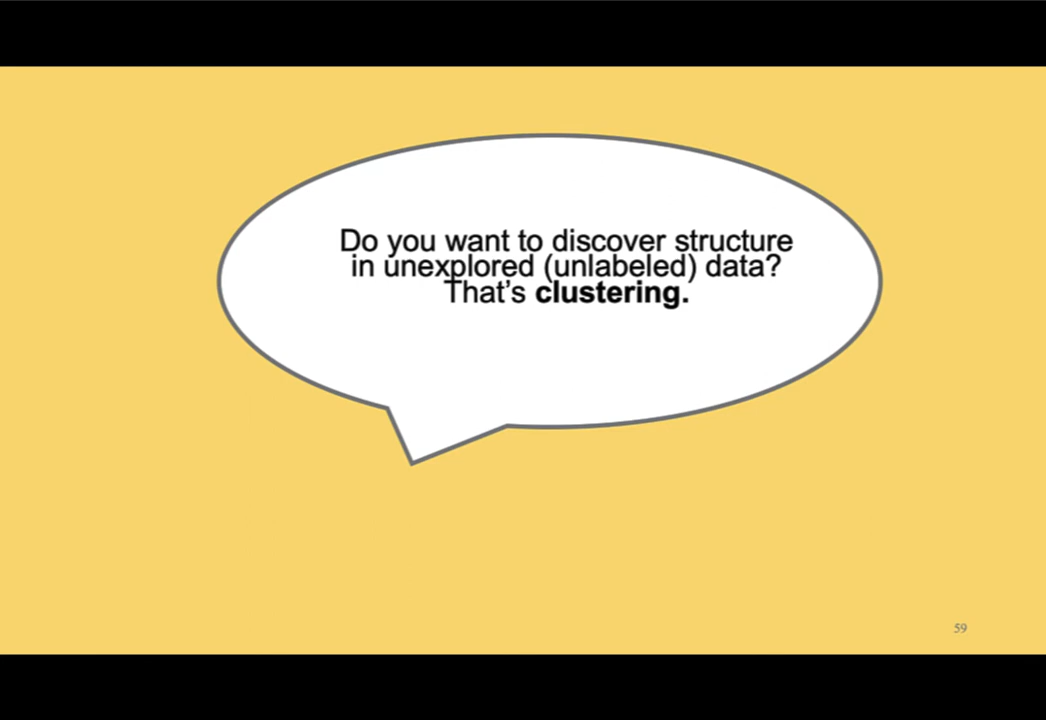 Do you want to discover structure
in unexplored (unlabeled) data?
That’s clustering.
59